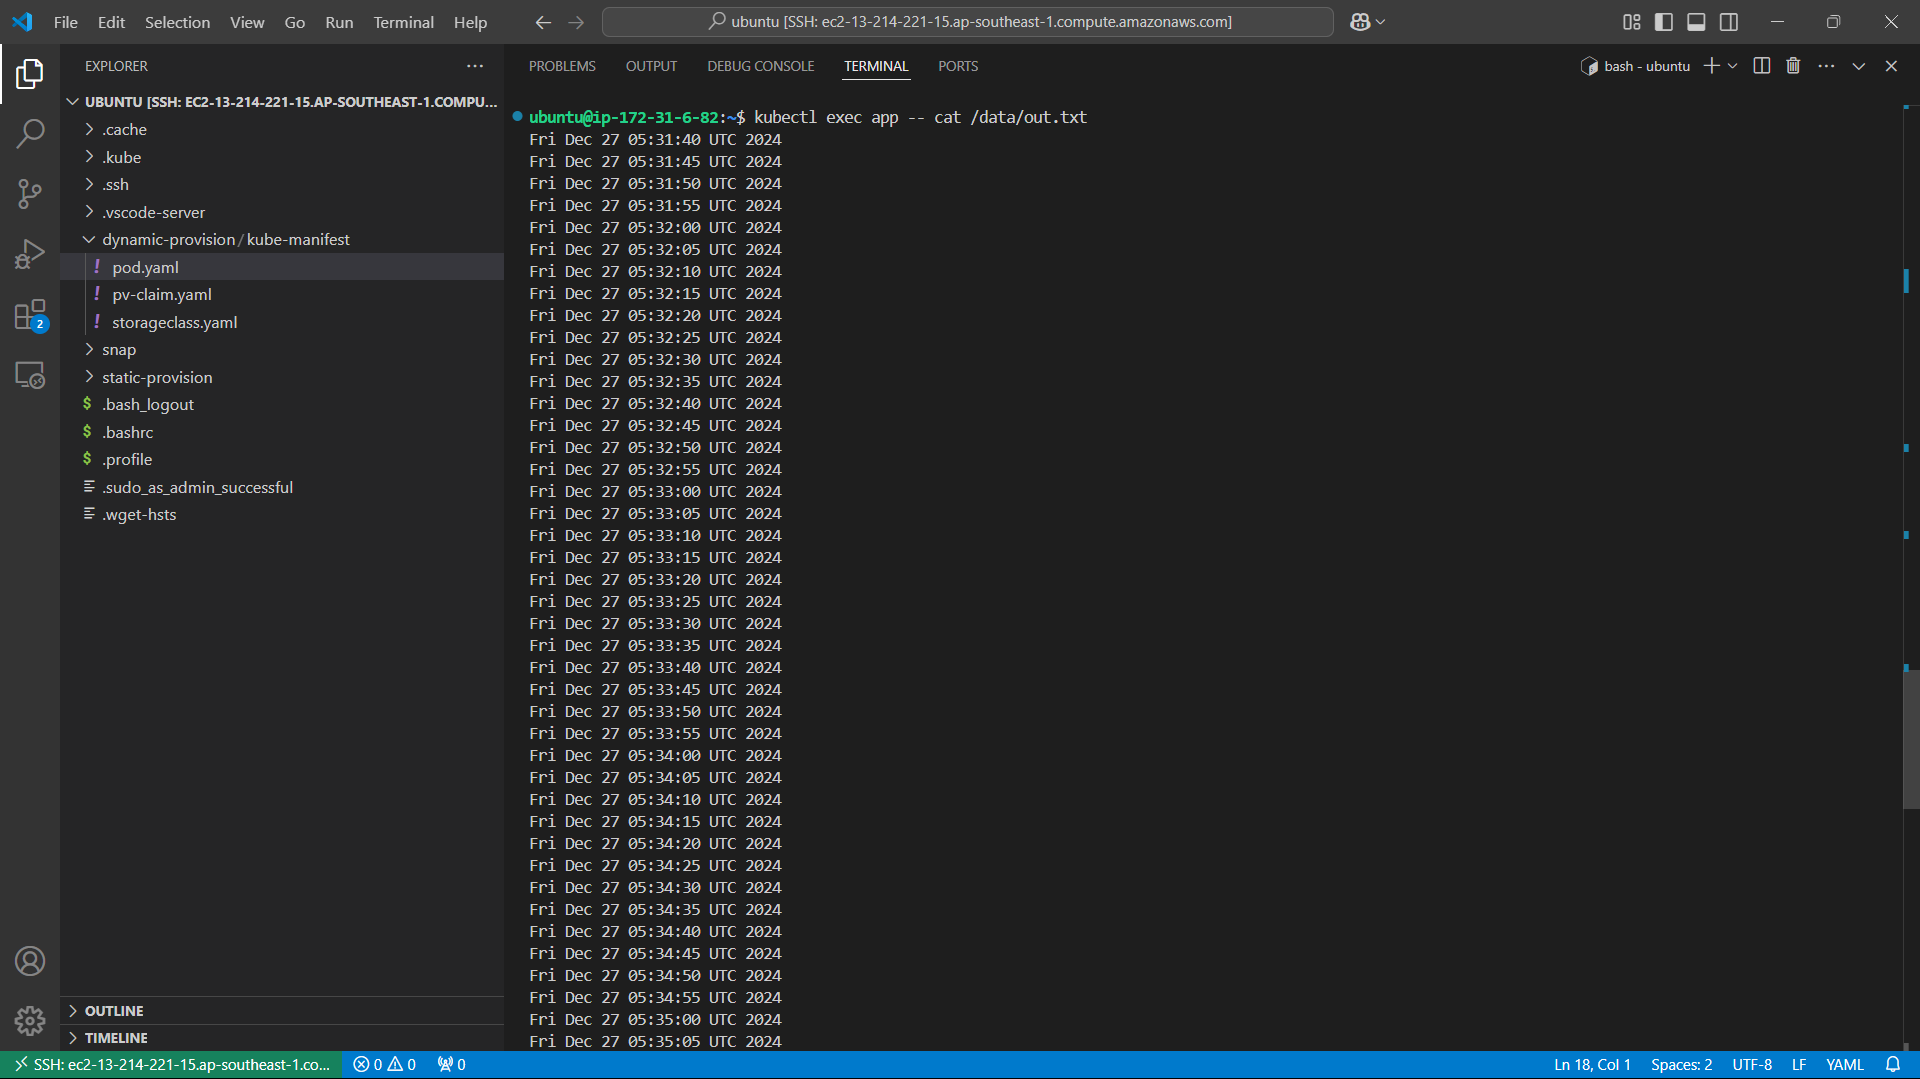 File Edit Selection View Go Run Terminal Help
ubuntu [SSH: ec2-13-214-221-15.ap-southeast-1.compute.amazonaws.com]
EXPLORER
UBUNTU [SSH: EC2-13-214-221-15.AP-SOUTHEAST-1.COMPU...
.cache
.kube
.ssh
.vscode-server
dynamic-provision/kube-manifest
! pod.yaml
! pv-claim.yaml
! storageclass.yaml
snap
static-provision
$ .bash_logout
$ .bashrc
$ .profile
.sudo_as_admin_successful
.wget-hsts
2
OUTLINE
TIMELINE
PROBLEMS OUTPUT DEBUG CONSOLE TERMINAL PORTS
bash - ubuntu
ubuntu@ip-172-31-6-82:~$ kubectl exec app -- cat /data/out.txt
Fri Dec 27 05:31:40 UTC 2024
Fri Dec 27 05:31:45 UTC 2024
Fri Dec 27 05:31:50 UTC 2024
Fri Dec 27 05:31:55 UTC 2024
Fri Dec 27 05:32:00 UTC 2024
Fri Dec 27 05:32:05 UTC 2024
Fri Dec 27 05:32:10 UTC 2024
Fri Dec 27 05:32:15 UTC 2024
Fri Dec 27 05:32:20 UTC 2024
Fri Dec 27 05:32:25 UTC 2024
Fri Dec 27 05:32:30 UTC 2024
Fri Dec 27 05:32:35 UTC 2024
Fri Dec 27 05:32:40 UTC 2024
Fri Dec 27 05:32:45 UTC 2024
Fri Dec 27 05:32:50 UTC 2024
Fri Dec 27 05:32:55 UTC 2024
Fri Dec 27 05:33:00 UTC 2024
Fri Dec 27 05:33:05 UTC 2024
Fri Dec 27 05:33:10 UTC 2024
Fri Dec 27 05:33:15 UTC 2024
Fri Dec 27 05:33:20 UTC 2024
Fri Dec 27 05:33:25 UTC 2024
Fri Dec 27 05:33:30 UTC 2024
Fri Dec 27 05:33:35 UTC 2024
Fri Dec 27 05:33:40 UTC 2024
Fri Dec 27 05:33:45 UTC 2024
Fri Dec 27 05:33:50 UTC 2024
Fri Dec 27 05:33:55 UTC 2024
Fri Dec 27 05:34:00 UTC 2024
Fri Dec 27 05:34:05 UTC 2024
Fri Dec 27 05:34:10 UTC 2024
Fri Dec 27 05:34:15 UTC 2024
Fri Dec 27 05:34:20 UTC 2024
Fri Dec 27 05:34:25 UTC 2024
Fri Dec 27 05:34:30 UTC 2024
Fri Dec 27 05:34:35 UTC 2024
Fri Dec 27 05:34:40 UTC 2024
Fri Dec 27 05:34:45 UTC 2024
Fri Dec 27 05:34:50 UTC 2024
Fri Dec 27 05:34:55 UTC 2024
Fri Dec 27 05:35:00 UTC 2024
Fri Dec 27 05:35:05 UTC 2024
SSH: ec2-13-214-221-15.ap-southeast-1.co... 0 0 0 Ln 18, Col 1 Spaces: 2 UTF-8 LF YAML